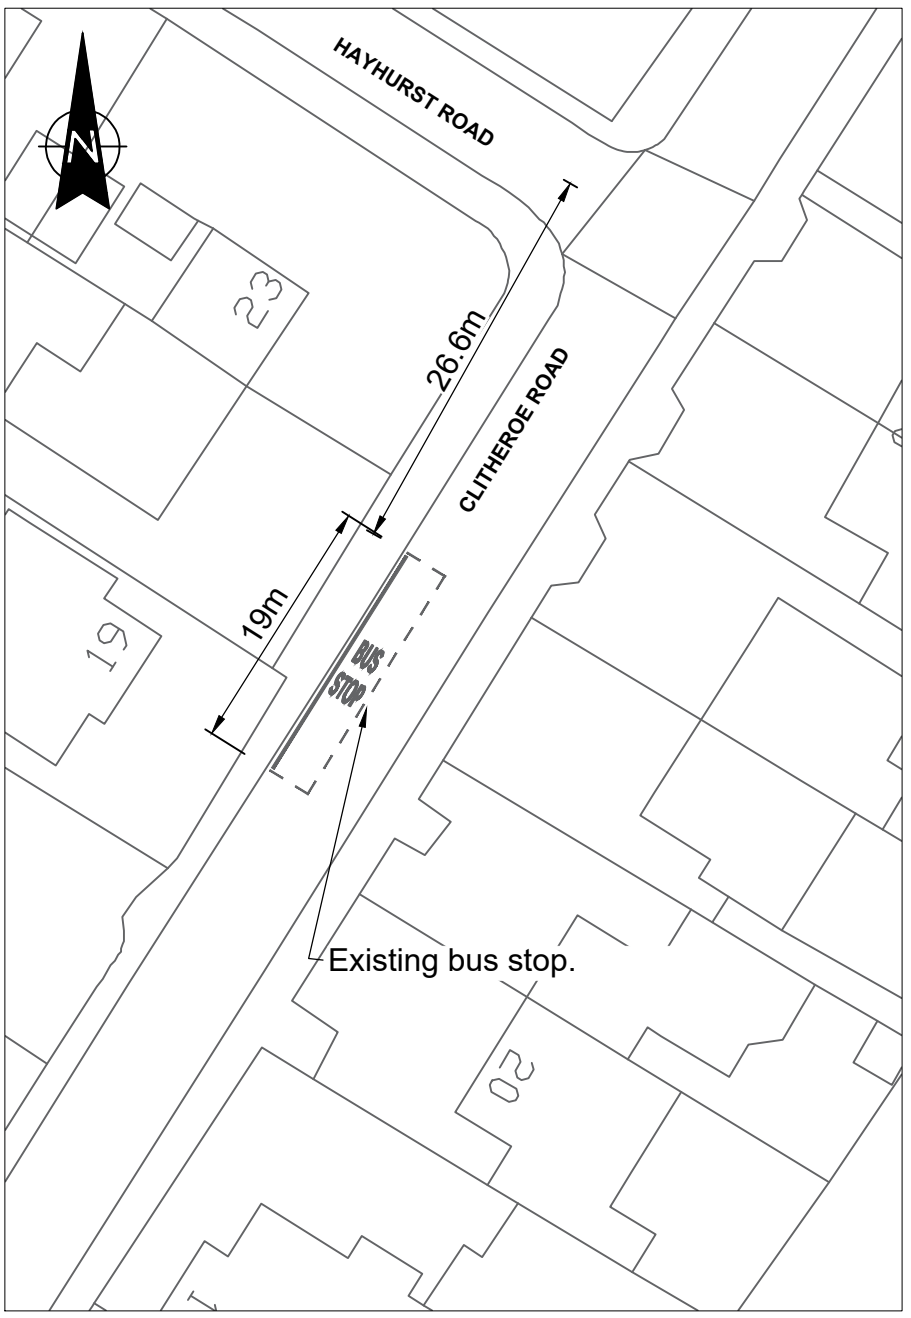 HAYHURST ROAD
N
23
26.6m
CLITHEROE ROAD
19m
19
BUS
STOP
Existing bus stop.
20